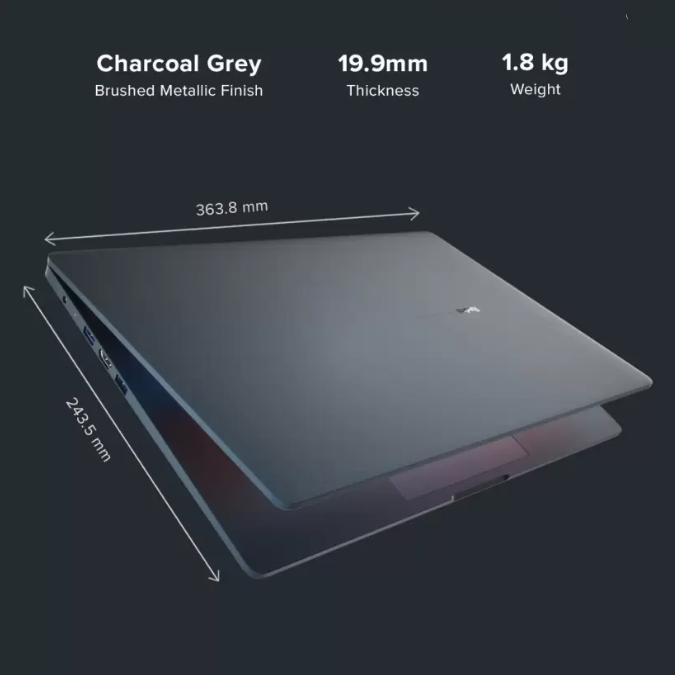 Charcoal Grey
Brushed Metallic Finish
19.9mm
Thickness
1.8 kg
Weight
363.8 mm
243.5 mm